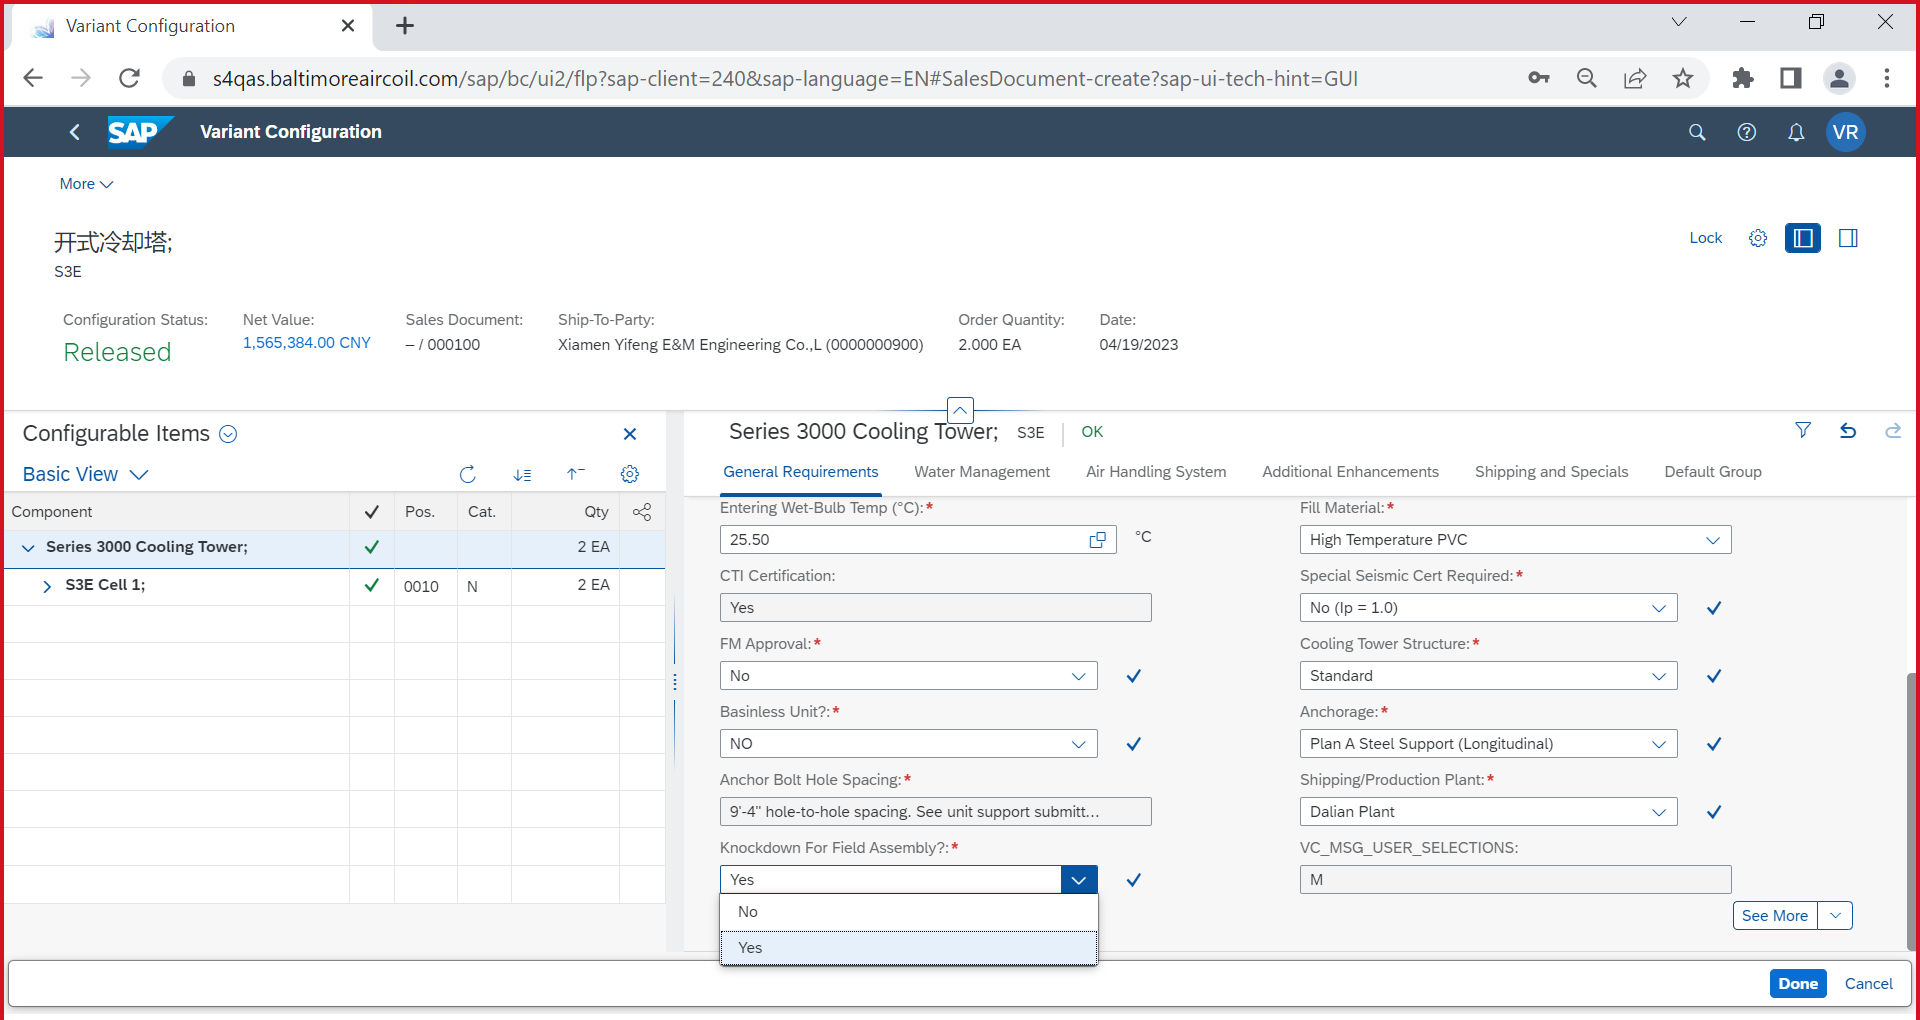 Variant Configuration
s4qas.baltimoreaircoil.com/sap/bc/ui2/flp?sap-client=240&sap-language=EN#SalesDocument-create?sap-ui-tech-hint=GUI
SAP Variant Configuration VR
More
开式冷却塔;
S3E
Lock
Configuration Status: Net Value: Sales Document: Ship-To-Party: Order Quantity: Date:
Released 1,565,384.00 CNY – / 000100 Xiamen Yifeng E&M Engineering Co.,L (0000000900) 2.000 EA 04/19/2023
Configurable Items
Basic View
Component Pos. Cat. Qty
Series 3000 Cooling Tower; 2 EA
S3E Cell 1; 0010 N 2 EA
Series 3000 Cooling Tower; S3E OK
General Requirements Water Management Air Handling System Additional Enhancements Shipping and Specials Default Group
Entering Wet-Bulb Temp (°C):* Fill Material:*
25.50 °C High Temperature PVC
CTI Certification: Special Seismic Cert Required:*
Yes No (Ip = 1.0)
FM Approval:* Cooling Tower Structure:*
No Standard
Basinless Unit?:* Anchorage:*
NO Plan A Steel Support (Longitudinal)
Anchor Bolt Hole Spacing:* Shipping/Production Plant:*
9'-4" hole-to-hole spacing. See unit support submitt... Dalian Plant
Knockdown For Field Assembly?:* VC_MSG_USER_SELECTIONS:
Yes M
No
Yes
See More
Done Cancel